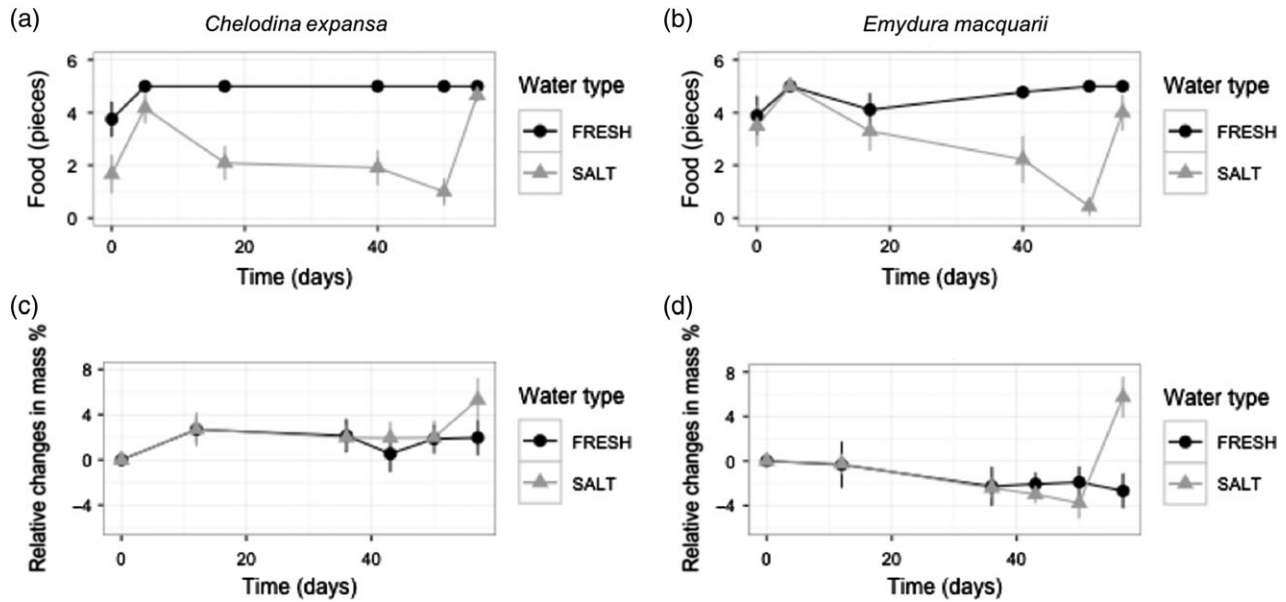 (a) Chelodina expansa
6
4
2
0
Food (pieces)
0 20 40
Time (days)
Water type
FRESH
SALT
(b) Emydura macquarii
6
4
2
0
Food (pieces)
0 20 40
Time (days)
Water type
FRESH
SALT
(c)
8
4
0
−4
Relative changes in mass %
0 20 40
Time (days)
Water type
FRESH
SALT
(d)
8
4
0
−4
Relative changes in mass %
0 20 40
Time (days)
Water type
FRESH
SALT